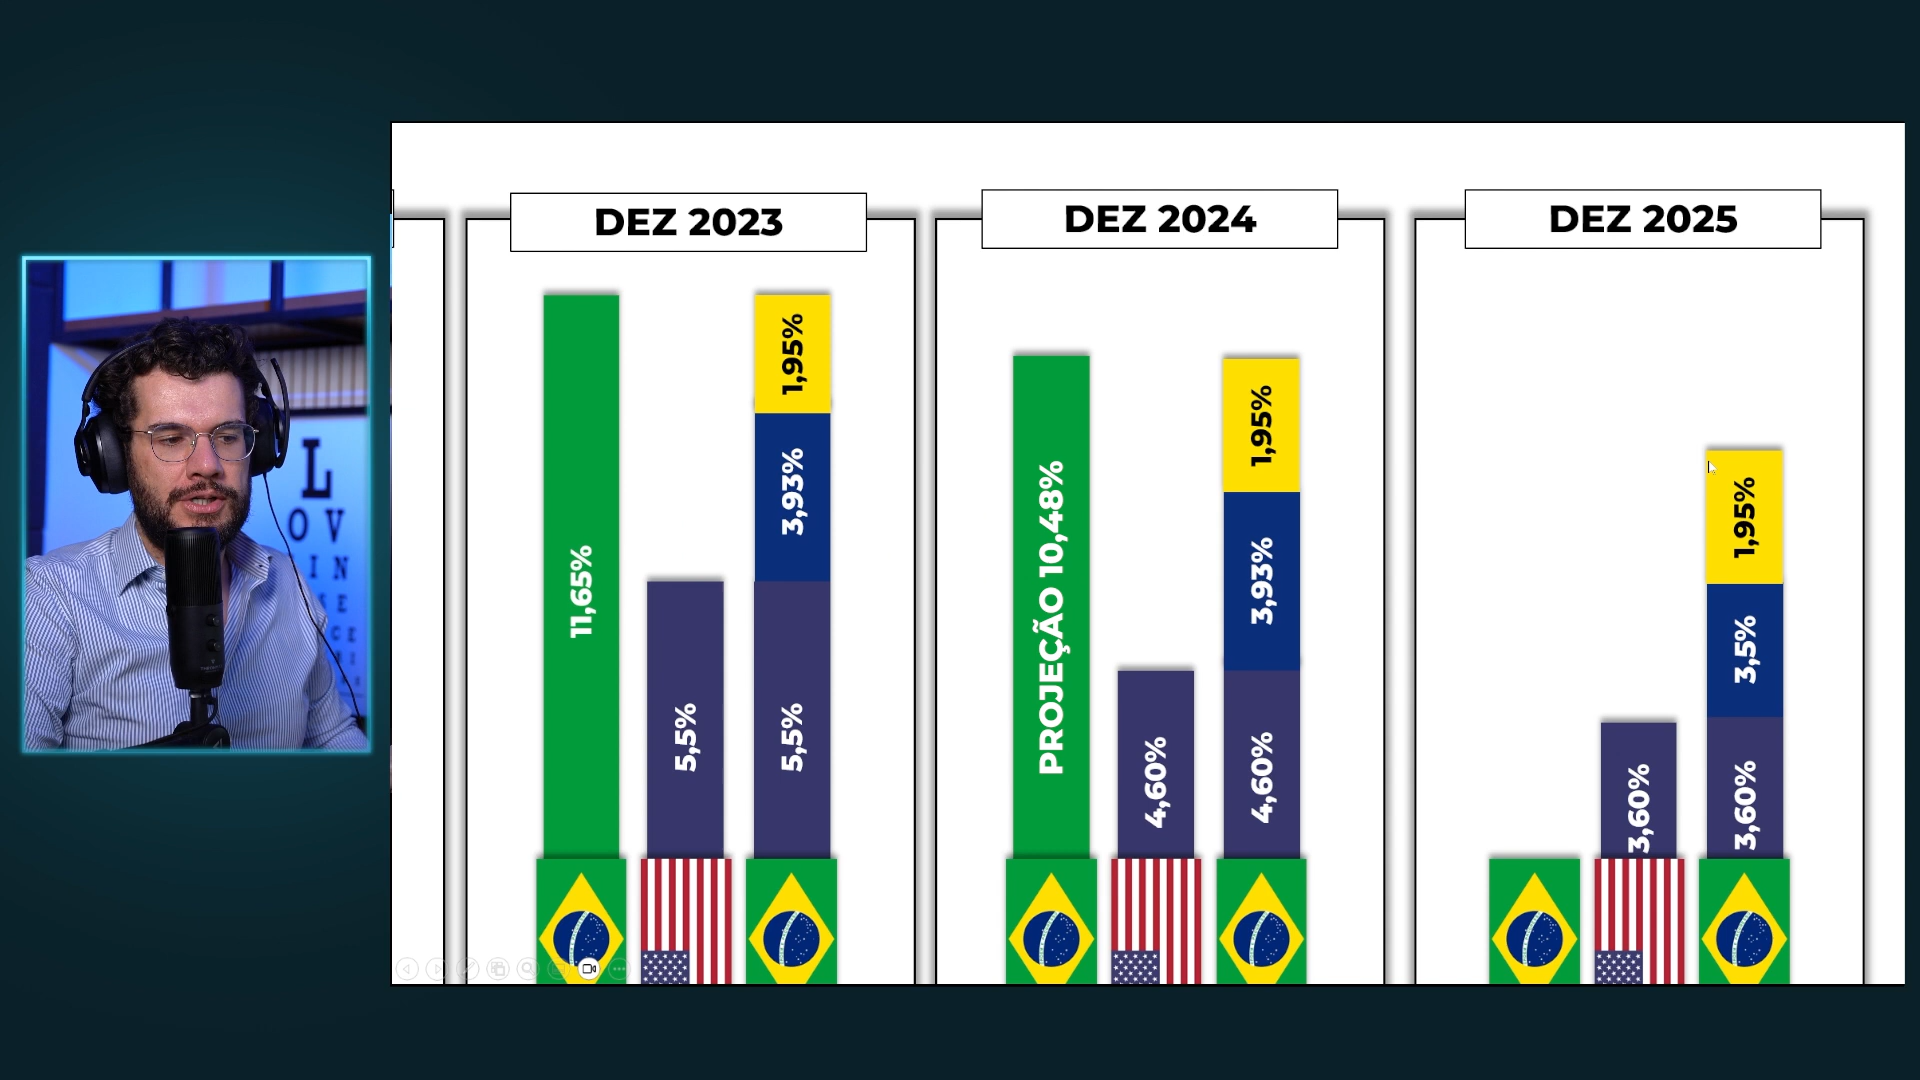 DEZ 2023
11,65%
5,5%
1,95%
3,93%
5,5%
DEZ 2024
PROJEÇÃO 10,48%
4,60%
1,95%
3,93%
4,60%
DEZ 2025
3,60%
1,95%
3,5%
3,60%
L
O V
I N
S E